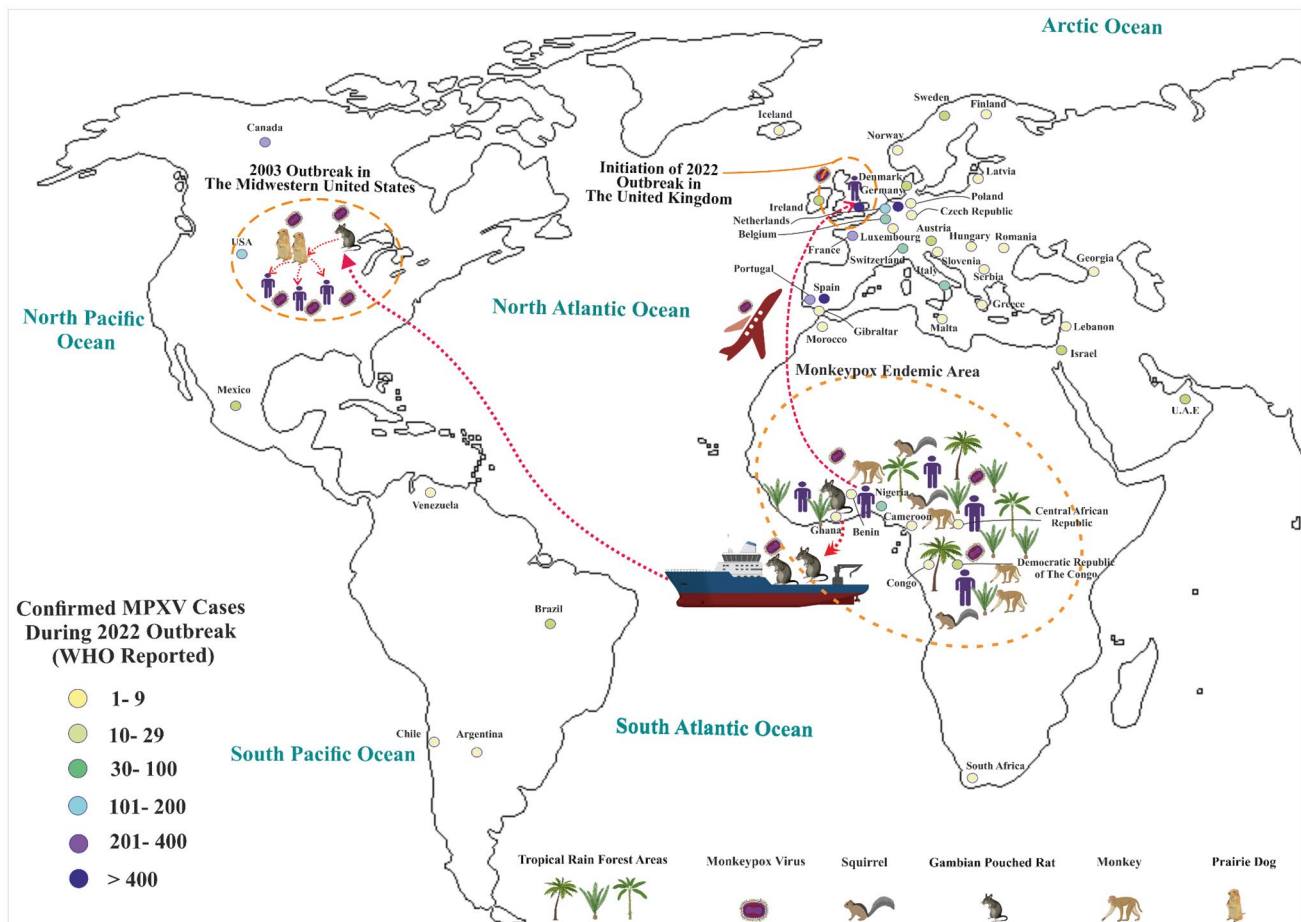 Arctic Ocean
Sweden
Finland
Iceland
Norway
Canada
2003 Outbreak in
The Midwestern United States
Initiation of 2022
Outbreak in
The United Kingdom
Denmark
Latvia
Germany
Poland
Ireland
Netherlands
Czech Republic
Belgium
Austria
USA
France
Luxembourg
Hungary
Romania
Switzerland
Slovenia
Georgia
Italy
Serbia
Portugal
Spain
Greece
North Atlantic Ocean
North Pacific
Ocean
Gibraltar
Malta
Lebanon
Morocco
Israel
Monkeypox Endemic Area
Mexico
U.A.E
Venezuela
Nigeria
Ghana
Benin
Cameroon
Central African
Republic
Congo
Democratic Republic
of The Congo
Brazil
Confirmed MPXV Cases
During 2022 Outbreak
(WHO Reported)
1- 9
10- 29
30- 100
101- 200
201- 400
> 400
South Atlantic Ocean
Chile
Argentina
South Pacific Ocean
South Africa
Tropical Rain Forest Areas
Monkeypox Virus
Squirrel
Gambian Pouched Rat
Monkey
Prairie Dog